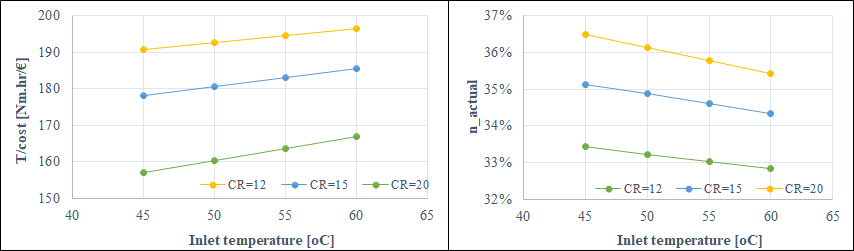 200
190
180
170
160
150
T/cost [Nm.hr/€]
CR=12 CR=15 CR=20
40 45 50 55 60 65
Inlet temperature [oC]
37%
36%
35%
34%
33%
32%
n_actual
CR=12 CR=15 CR=20
40 45 50 55 60 65
Inlet temperature [oC]